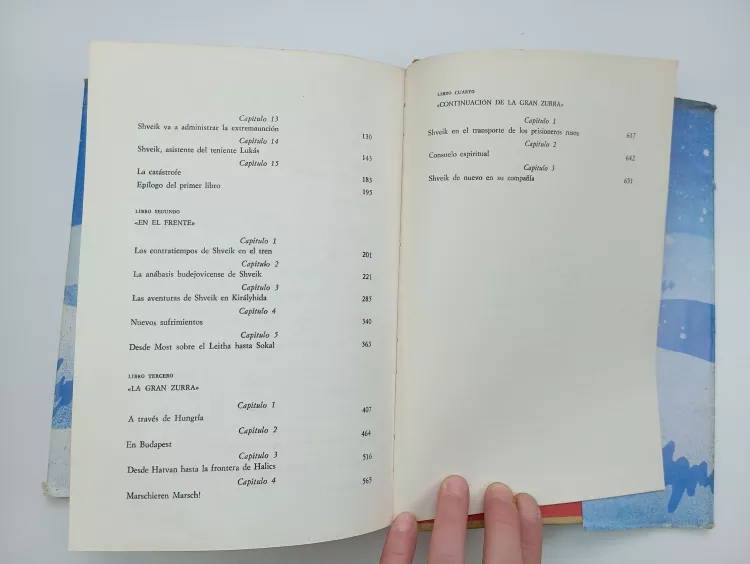 Capítulo 13
Shveik va a administrar la extremaunción 130
Capítulo 14
Shveik, asistente del teniente Lukás 143
Capítulo 15
La catástrofe 183
Epílogo del primer libro 195
LIBRO SEGUNDO
«EN EL FRENTE»
Capítulo 1
Los contratiempos de Shveik en el tren 201
Capítulo 2
La anábasis budejovicense de Shveik 221
Capítulo 3
Las aventuras de Shveik en Királyhida 285
Capítulo 4
Nuevos sufrimientos 340
Capítulo 5
Desde Most sobre el Leitha hasta Sokal 363
LIBRO TERCERO
«LA GRAN ZURRA»
Capítulo 1
A través de Hungría 407
Capítulo 2
En Budapest 464
Capítulo 3
Desde Harvan hasta la frontera de Halics 516
Capítulo 4
Marschieren Marsch! 565
LIBRO CUARTO
«CONTINUACIÓN DE LA GRAN ZURRA»
Capítulo 1
Shveik en el transporte de los prisioneros rusos 617
Capítulo 2
Consuelo espiritual 642
Capítulo 3
Shveik de nuevo en su compañía 651